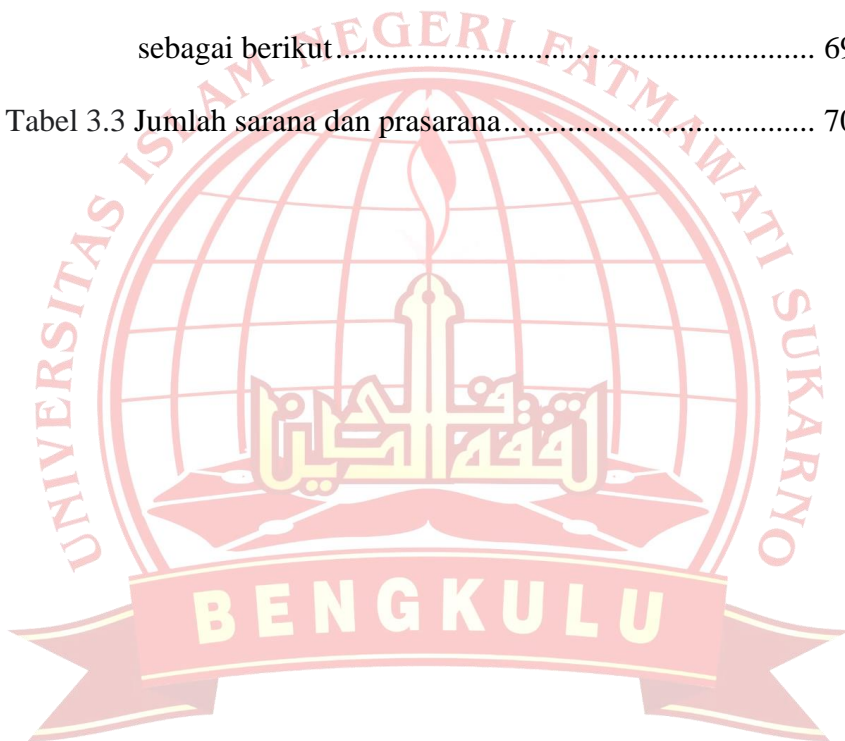 sebagai berikut.................................................... 69
Tabel 3.3 Jumlah sarana dan prasarana.................................. 70
UNIVERSITAS ISLAM NEGERI FATMAWATI SUKARNO
BENGKULU